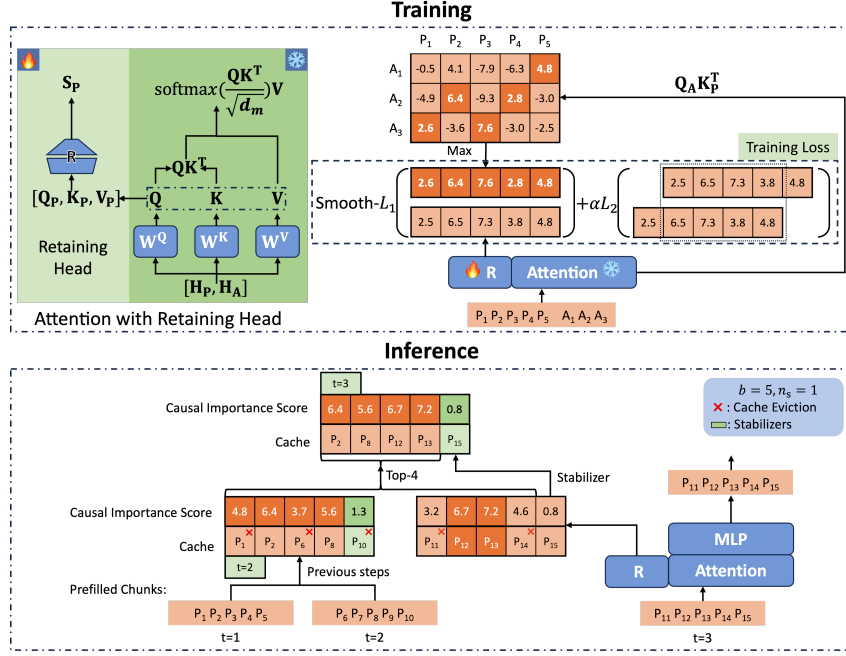 Training
S_P
softmax(QK^T/√d_m)V
R
QK^T
[Q_P, K_P, V_P]
Q K V
Retaining
Head
W^Q W^K W^V
[H_P, H_A]
Attention with Retaining Head
P₁ P₂ P₃ P₄ P₅
A₁ -0.5 4.1 -7.9 -6.3 4.8
A₂ -4.9 6.4 -9.3 2.8 -3.0
A₃ 2.6 -3.6 7.6 -3.0 -2.5
Q_A K_P^T
Max
Training Loss
2.6 6.4 7.6 2.8 4.8
Smooth-L₁
2.5 6.5 7.3 3.8 4.8
+αL₂
2.5 6.5 7.3 3.8 4.8
2.5 6.5 7.3 3.8 4.8
R Attention
P₁ P₂ P₃ P₄ P₅ A₁ A₂ A₃
Inference
t=3
Causal Importance Score 6.4 5.6 6.7 7.2 0.8
Cache P₂ P₈ P₁₂ P₁₃ P₁₅
Top-4
Stabilizer
Causal Importance Score 4.8 6.4 3.7 5.6 1.3
Cache P₁ P₂ P₆ P₈ P₁₀
t=2
Previous steps
3.2 6.7 7.2 4.6 0.8
P₁₁ P₁₂ P₁₃ P₁₄ P₁₅
Prefilled Chunks:
P₁ P₂ P₃ P₄ P₅
P₆ P₇ P₈ P₉ P₁₀
t=1
t=2
b = 5, n_s = 1
: Cache Eviction
: Stabilizers
P₁₁ P₁₂ P₁₃ P₁₄ P₁₅
MLP
R Attention
P₁₁ P₁₂ P₁₃ P₁₄ P₁₅
t=3